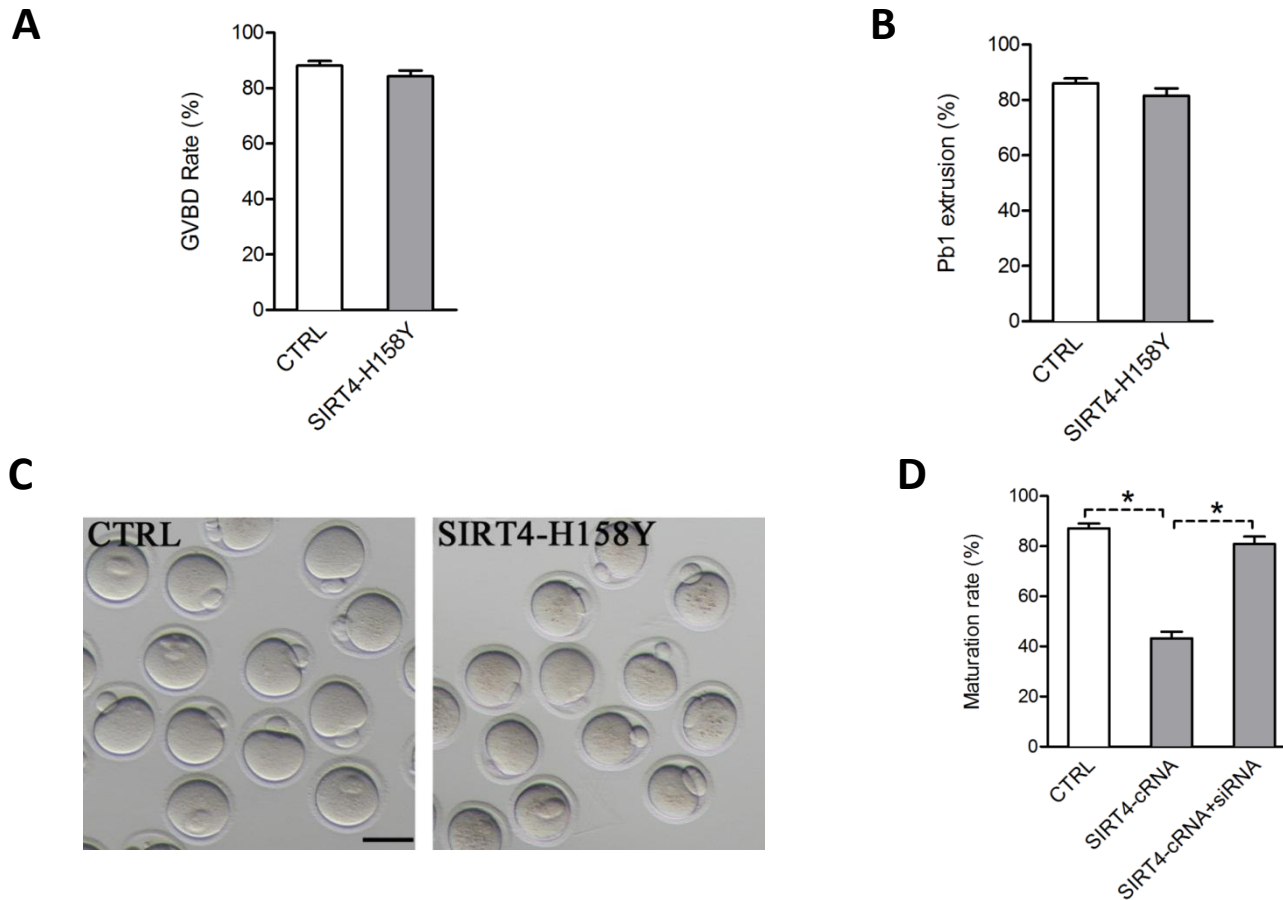 A
100
80
60
40
20
0
GVBD Rate (%)
CTRL
SIRT4-H158Y
B
100
80
60
40
20
0
Pb1 extrusion (%)
CTRL
SIRT4-H158Y
C
CTRL
SIRT4-H158Y
D
100
80
60
40
20
0
Maturation rate (%)
*
*
CTRL
SIRT4-cRNA
SIRT4-cRNA+siRNA